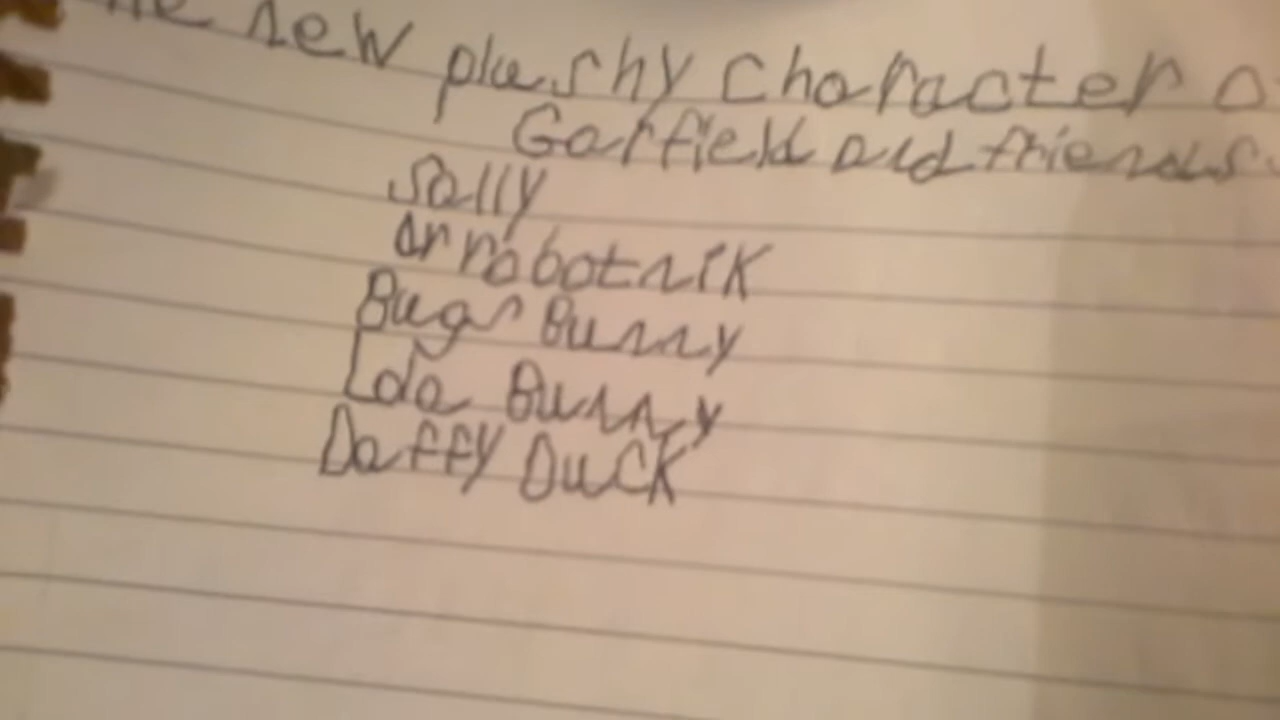 new plushy character
Garfield and friends
Sally
dr robotnik
Bugs Bunny
Lola Bunny
Daffy Duck